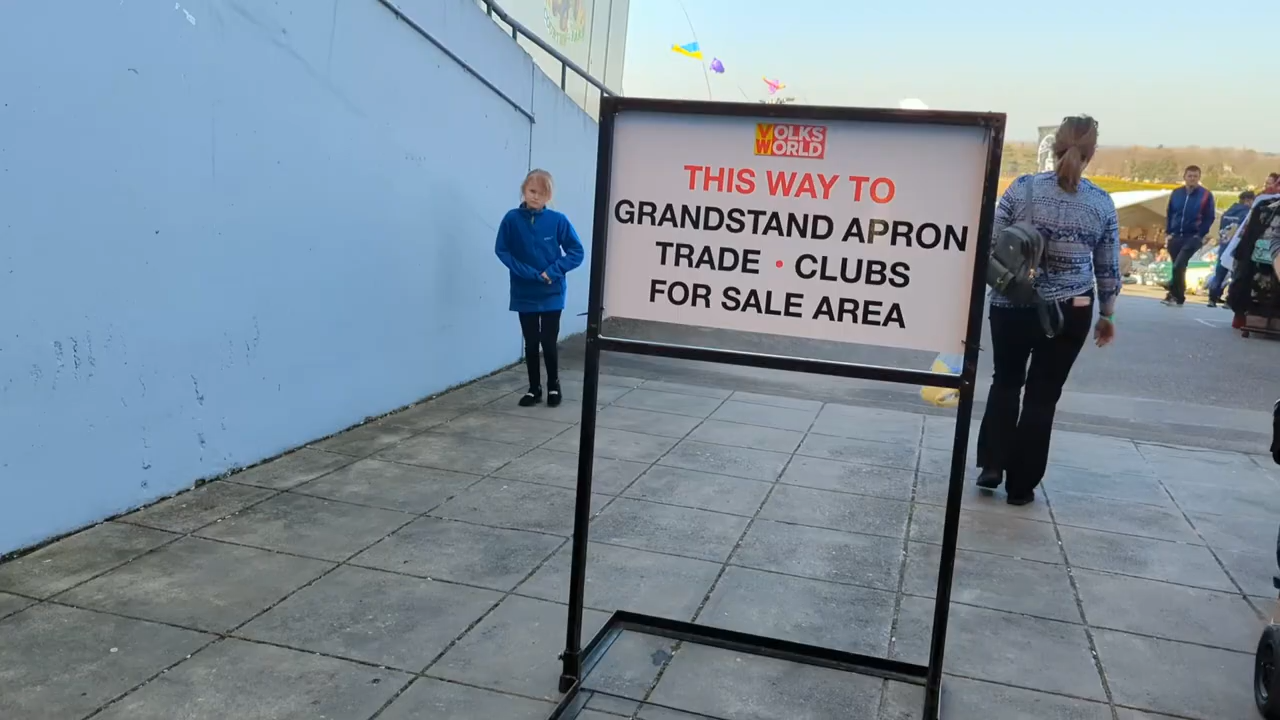 VOLKS
WORLD
THIS WAY TO
GRANDSTAND APRON
TRADE • CLUBS
FOR SALE AREA